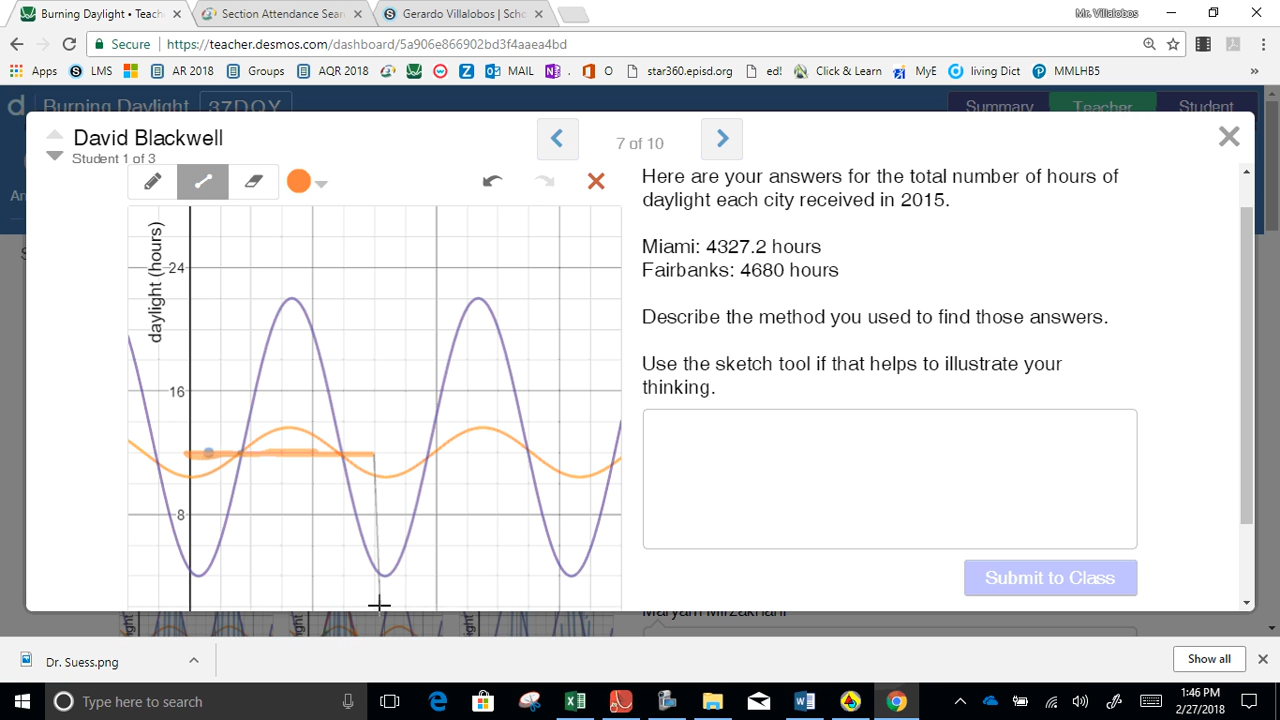 Burning Daylight • Teach
Section Attendance Sear
Gerardo Villalobos | Scho
Mr. Villalobos
Secure
https://teacher.desmos.com/dashboard/5a906e866902bd3f4aaea4bd
Apps
LMS
AR 2018
Groups
AQR 2018
MAIL
O
star360.episd.org
ed!
Click & Learn
MyE
living Dict
MMLHB5
»
d
Burning Daylight
37DQY
Summary
Teacher
Student
David Blackwell
Student 1 of 3
7 of 10
An
daylight (hours)
24
16
8
Here are your answers for the total number of hours of
daylight each city received in 2015.
Miami: 4327.2 hours
Fairbanks: 4680 hours
Describe the method you used to find those answers.
Use the sketch tool if that helps to illustrate your
thinking.
Submit to Class
Maryam Mirzakhani
Dr. Suess.png
Show all
Type here to search
1:46 PM
2/27/2018